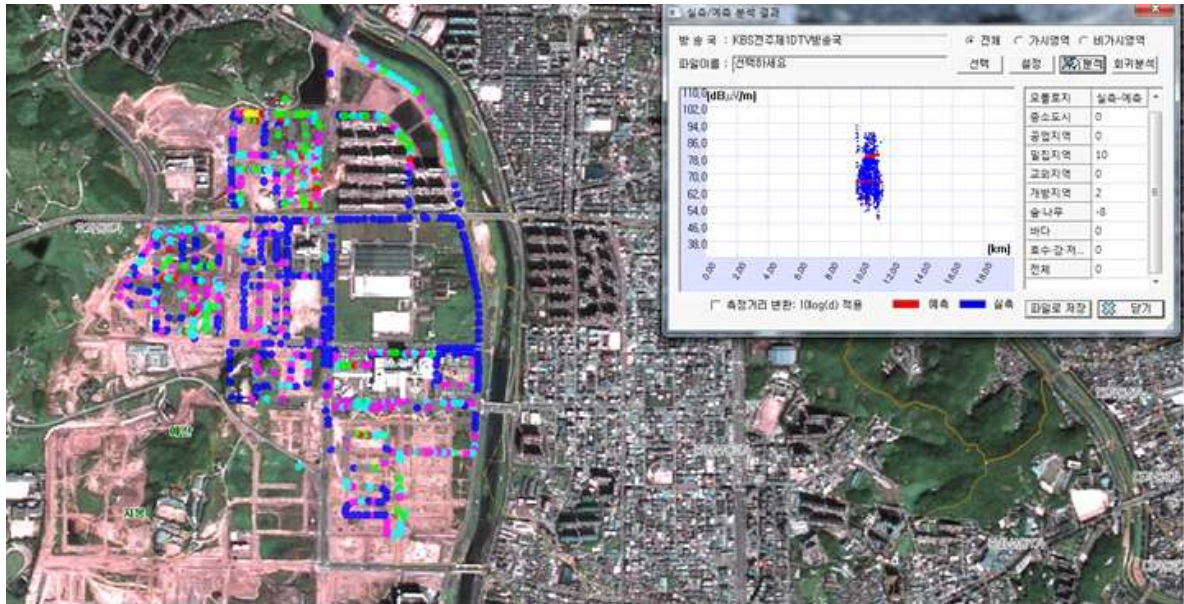 실측/예측 분석 결과
방 송 국 : KBS전주제1DTV방송국
전체 가시영역 비가시영역
파일이름 : 선택하세요
선택 설정 분석 회귀분석
[dBμV/m]
110,0
102,0
94,0
86,0
78,0
70,0
62,0
54,0
46,0
38,0
[km]
0,00 2,00 4,00 6,00 8,00 10,00 12,00 14,00 16,00 18,00
모폴로지 실측-예측
중소도시 0
공업지역 0
밀집지역 10
교외지역 0
개방지역 2
숲·나무 -8
바다 0
호수·강·저... 0
전체 0
측정거리 변환: 10log(d) 적용 예측 실측
파일로 저장 닫기